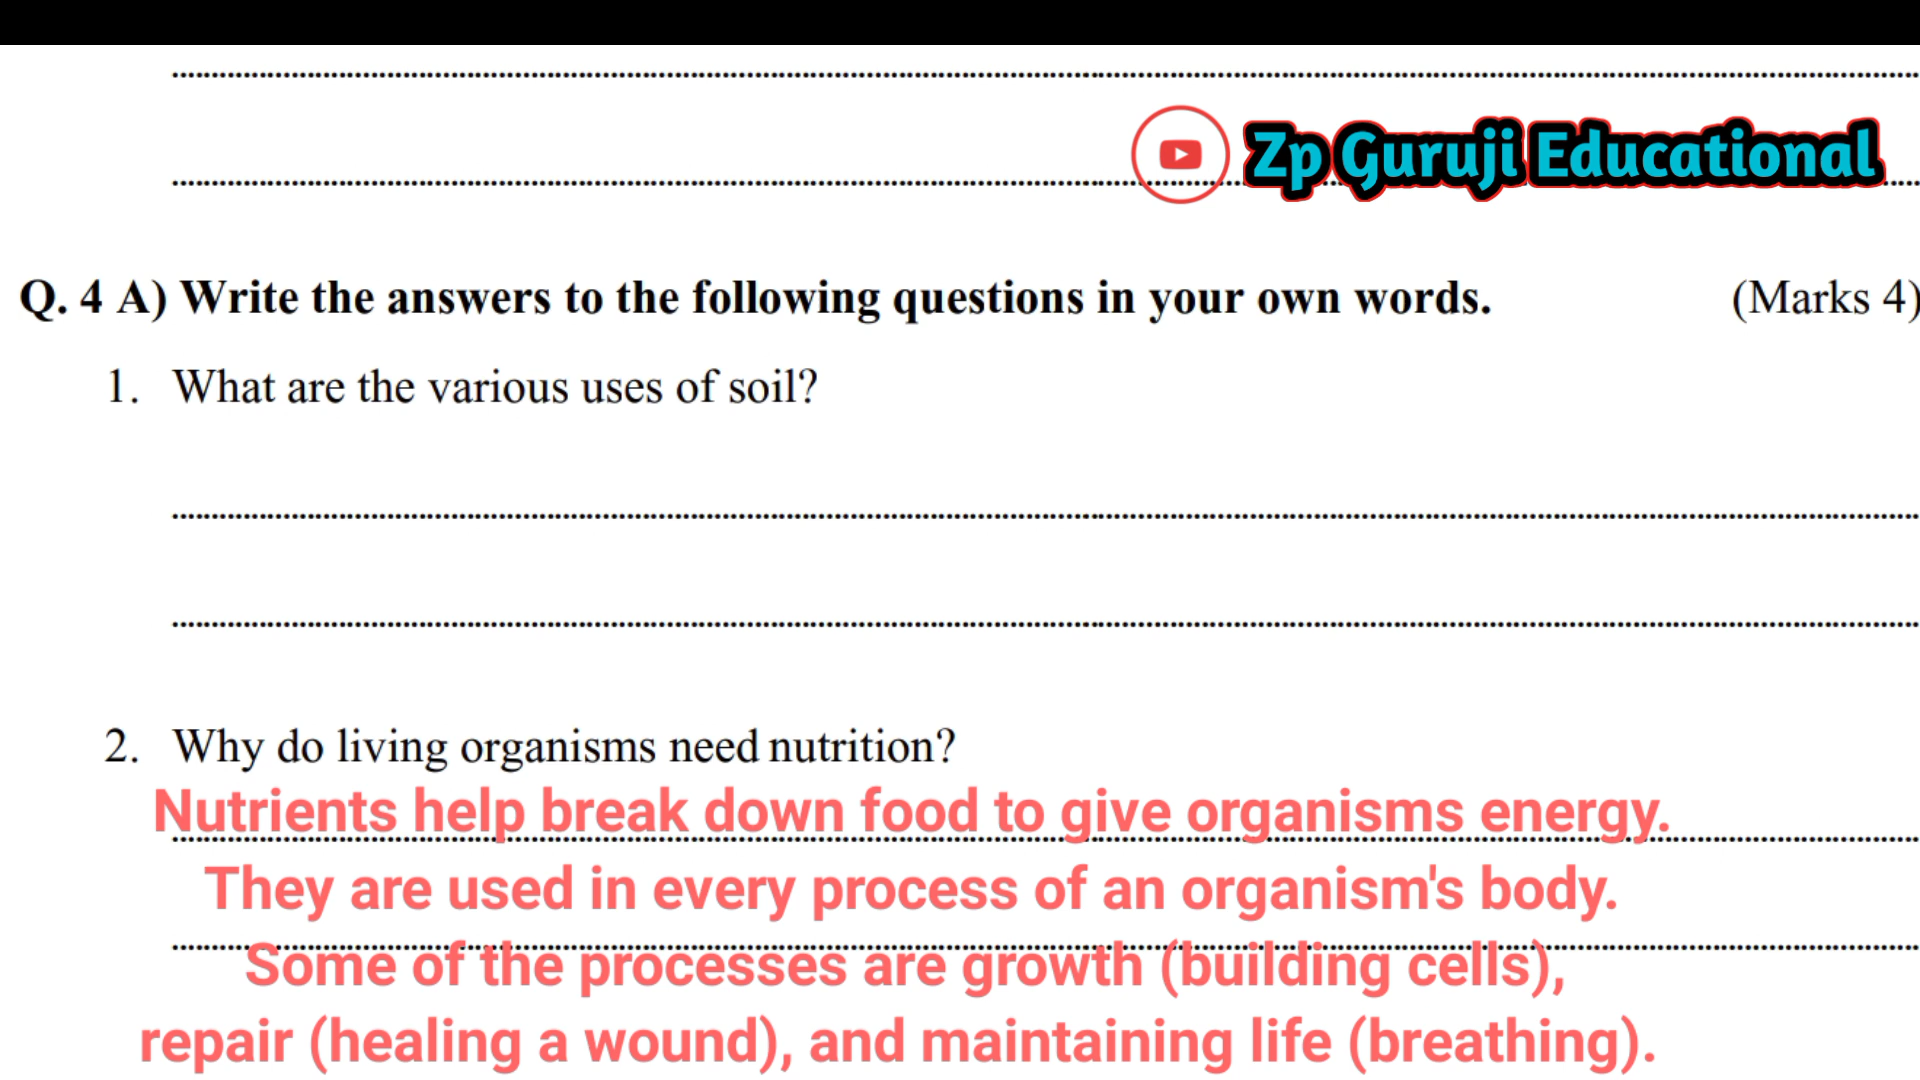 Zp Guruji Educational
Q. 4 A) Write the answers to the following questions in your own words. (Marks 4)
1. What are the various uses of soil?
2. Why do living organisms need nutrition?
Nutrients help break down food to give organisms energy.
They are used in every process of an organism's body.
Some of the processes are growth (building cells),
repair (healing a wound), and maintaining life (breathing).